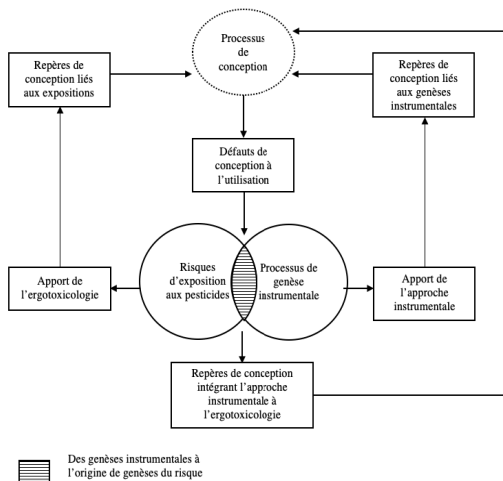 Processus
de
conception
Repères de
conception liés
aux expositions
Repères de
conception liés
aux genèses
instrumentales
Défauts de
conception à
l'utilisation
Risques
d'exposition
aux pesticides
Processus de
genèse
instrumentale
Apport de
l'ergotoxicologie
Apport de
l'approche
instrumentale
Repères de conception
intégrant l'approche
instrumentale à
l'ergotoxicologie
Des genèses instrumentales à
l'origine de genèses du risque